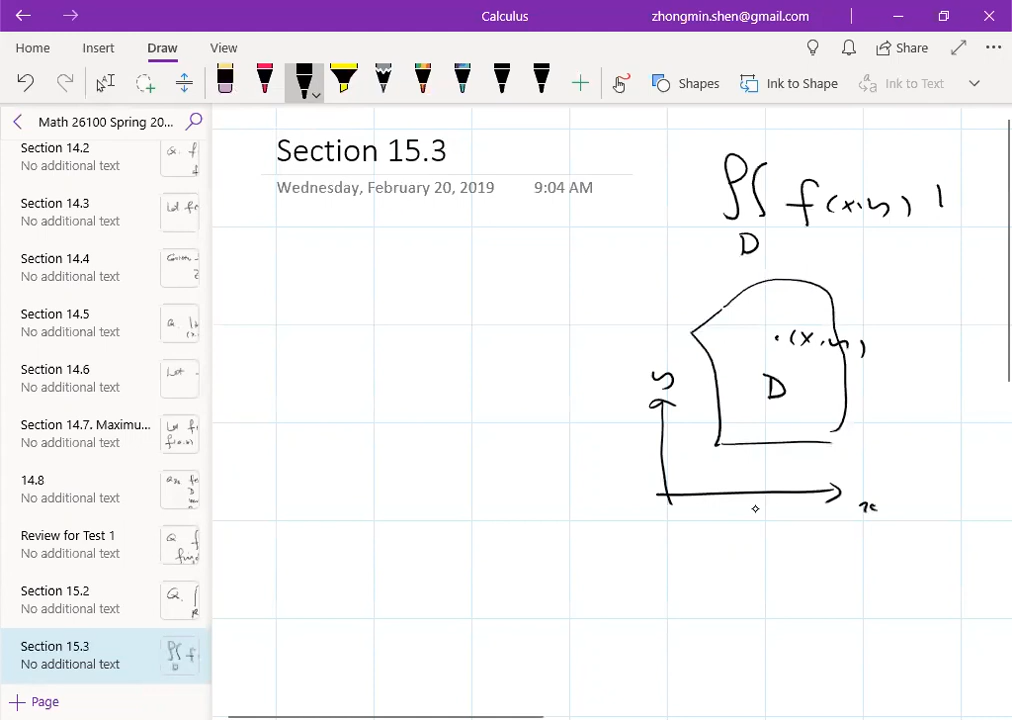 Calculus
zhongmin.shen@gmail.com
Home
Insert
Draw
View
Share
Shapes
Ink to Shape
Ink to Text
Math 26100 Spring 20...
Section 14.2
No additional text
Section 14.3
No additional text
Section 14.4
No additional text
Section 14.5
No additional text
Section 14.6
No additional text
Section 14.7. Maximu...
No additional text
14.8
No additional text
Review for Test 1
No additional text
Section 15.2
No additional text
Section 15.3
No additional text
Page
Section 15.3
Wednesday, February 20, 2019
9:04 AM
∬ f(x,y)
D
(x,y)
y
D
x